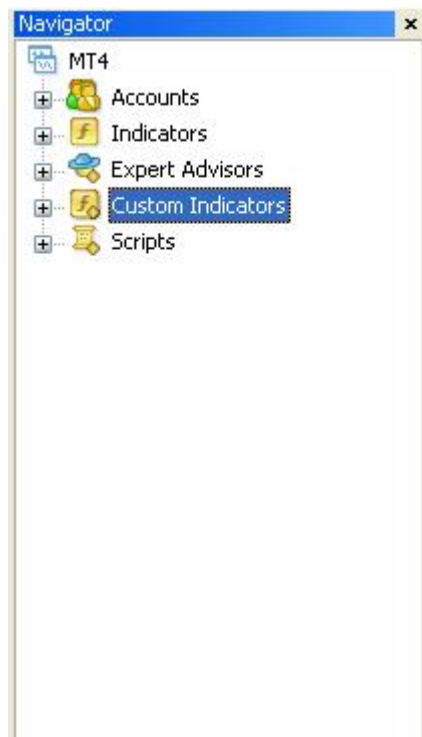 Navigator
MT4
Accounts
Indicators
Expert Advisors
Custom Indicators
Scripts